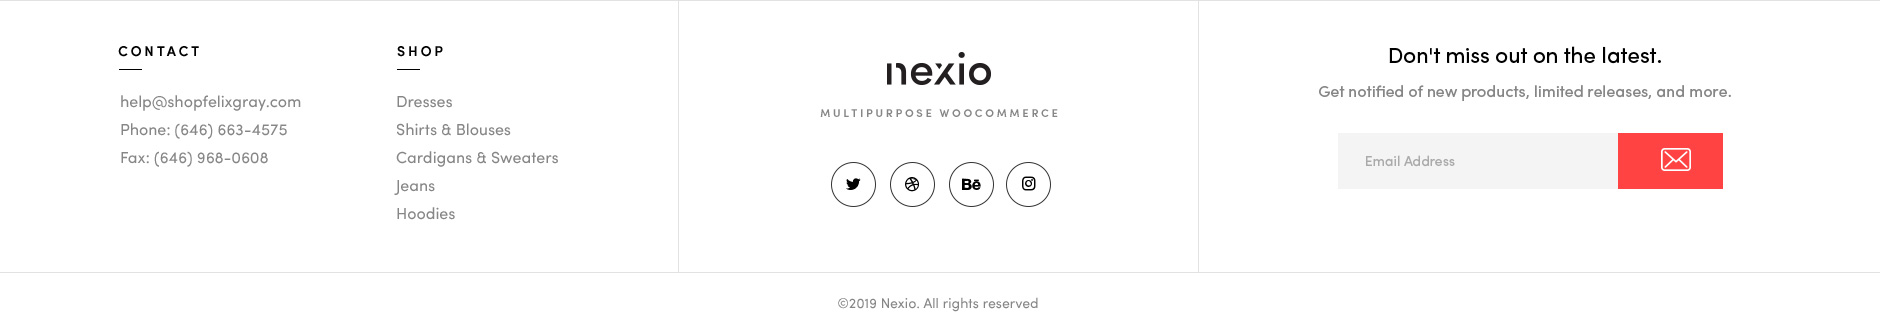 CONTACT
help@shopfelixgray.com
Phone: (646) 663-4575
Fax: (646) 968-0608
SHOP
Dresses
Shirts & Blouses
Cardigans & Sweaters
Jeans
Hoodies
nexio
MULTIPURPOSE WOOCOMMERCE
Bē
Don't miss out on the latest.
Get notified of new products, limited releases, and more.
Email Address
©2019 Nexio. All rights reserved